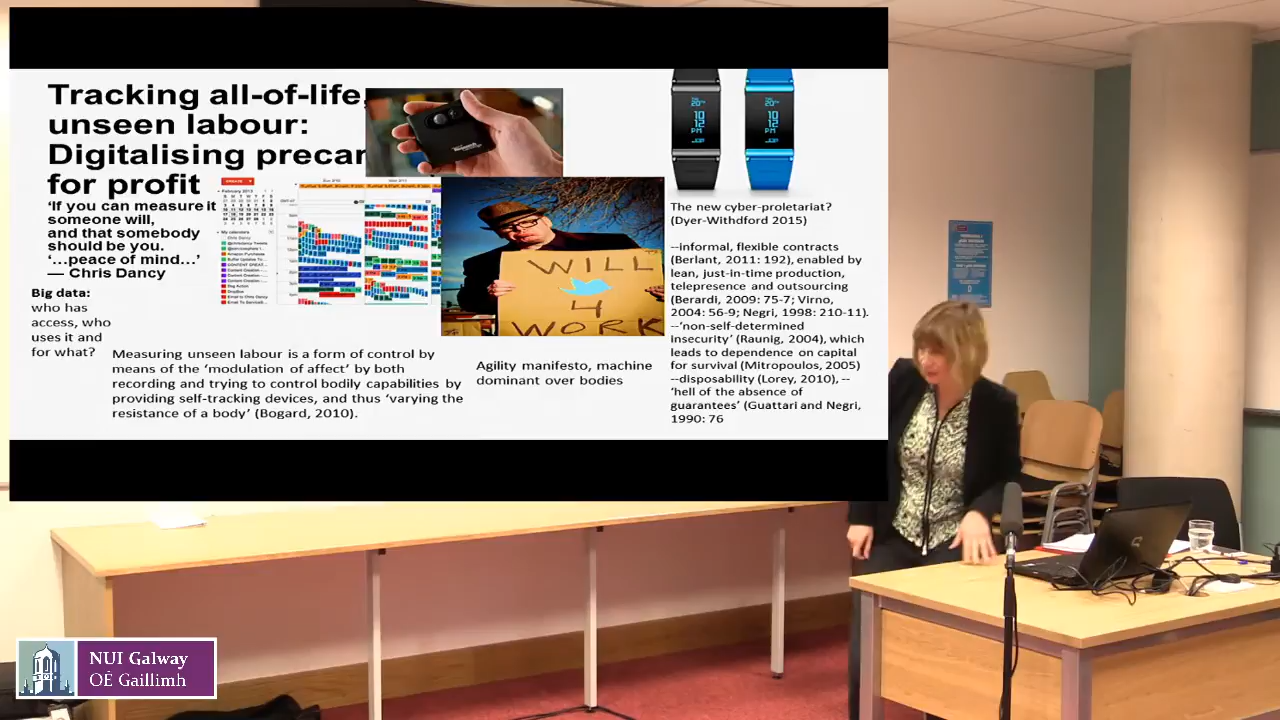 Tracking all-of-life,
unseen labour:
Digitalising precar
for profit
‘If you can measure it
someone will,
and that somebody
should be you.
‘…peace of mind…’
— Chris Dancy
Big data:
who has
access, who
uses it and
for what?
Measuring unseen labour is a form of control by
means of the ‘modulation of affect’ by both
recording and trying to control bodily capabilities by
providing self-tracking devices, and thus ‘varying the
resistance of a body’ (Bogard, 2010).
CREATE
February 2013
My calendars
WILL
4
WORK
Agility manifesto, machine
dominant over bodies
20
10
12
PM
20
10
12
PM
The new cyber-proletariat?
(Dyer-Withdford 2015)
--informal, flexible contracts
(Berlant, 2011: 192), enabled by
lean, just-in-time production,
telepresence and outsourcing
(Berardi, 2009: 75-7; Virno,
2004: 56-9; Negri, 1998: 210-11).
--‘non-self-determined
insecurity’ (Raunig, 2004), which
leads to dependence on capital
for survival (Mitropoulos, 2005)
--disposability (Lorey, 2010), --
‘hell of the absence of
guarantees’ (Guattari and Negri,
1990: 76
NUI Galway
OÉ Gaillimh